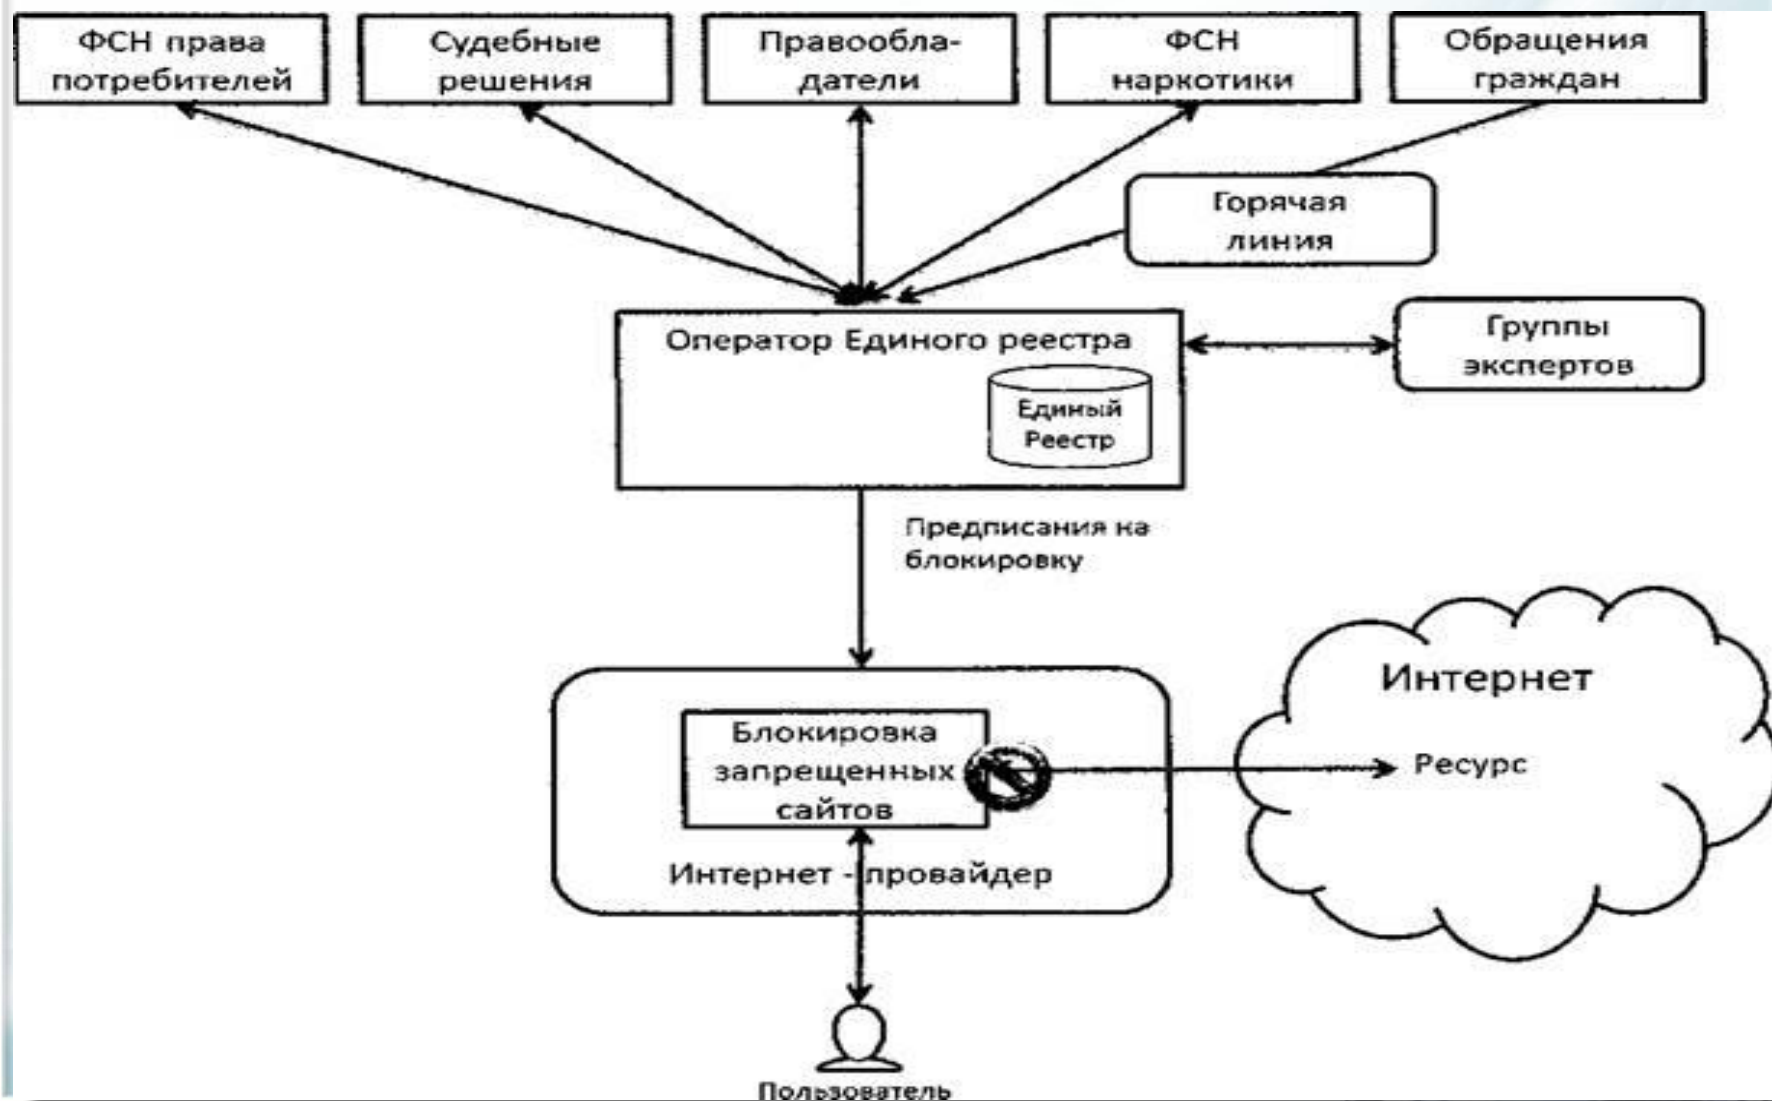 ФСН права
потребителей
Судебные
решения
Правообла-
датели
ФСН
наркотики
Обращения
граждан
Горячая
линия
Группы
экспертов
Оператор Единого реестра
Единый
Реестр
Предписания на
блокировку
Интернет
Ресурс
Блокировка
запрещенных
сайтов
Интернет - провайдер
Пользователь